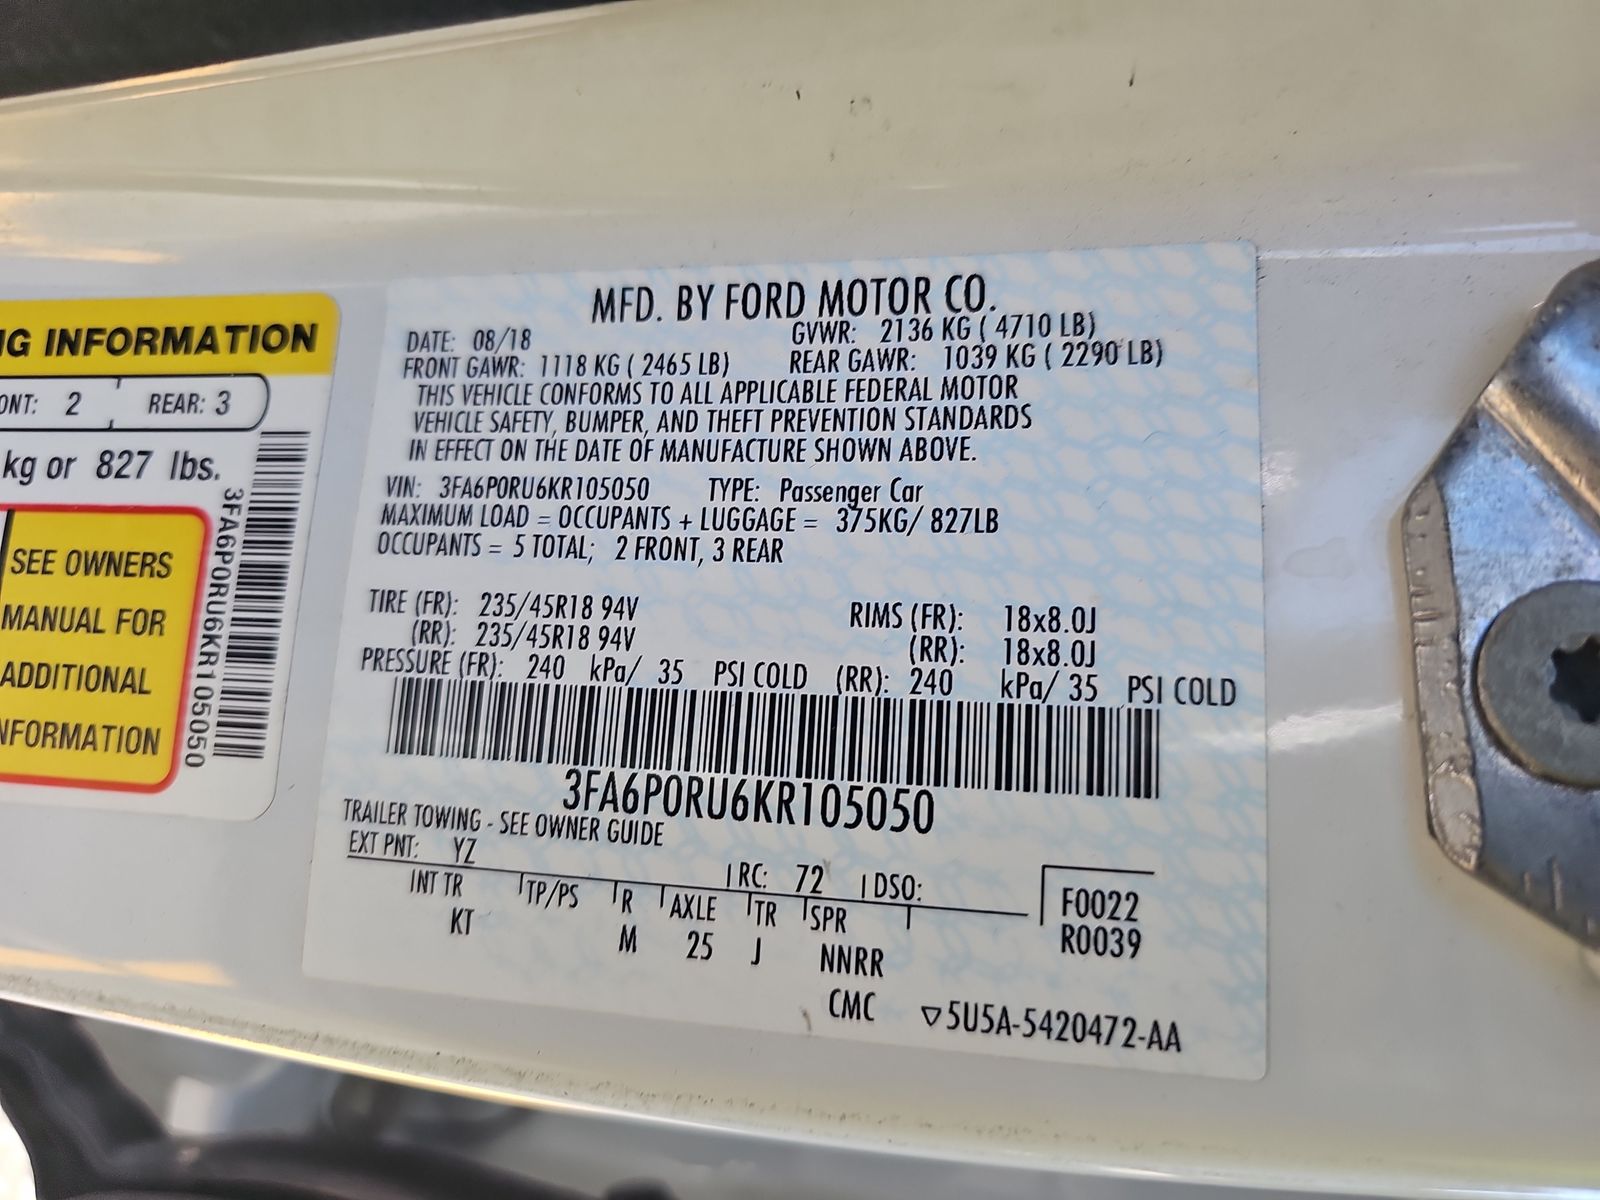 NG INFORMATION
ONT: 2 REAR: 3
kg or 827 lbs.
SEE OWNERS
MANUAL FOR
ADDITIONAL
INFORMATION
3FA6P0RU6KR105050
MFD. BY FORD MOTOR CO.
DATE: 08/18 GVWR: 2136 KG ( 4710 LB)
FRONT GAWR: 1118 KG ( 2465 LB) REAR GAWR: 1039 KG ( 2290 LB)
THIS VEHICLE CONFORMS TO ALL APPLICABLE FEDERAL MOTOR
VEHICLE SAFETY, BUMPER, AND THEFT PREVENTION STANDARDS
IN EFFECT ON THE DATE OF MANUFACTURE SHOWN ABOVE.
VIN: 3FA6P0RU6KR105050 TYPE: Passenger Car
MAXIMUM LOAD = OCCUPANTS + LUGGAGE = 375KG/ 827LB
OCCUPANTS = 5 TOTAL; 2 FRONT, 3 REAR
TIRE (FR): 235/45R18 94V RIMS (FR): 18x8.0J
(RR): 235/45R18 94V (RR): 18x8.0J
PRESSURE (FR): 240 kPa/ 35 PSI COLD (RR): 240 kPa/ 35 PSI COLD
3FA6P0RU6KR105050
TRAILER TOWING - SEE OWNER GUIDE
EXT PNT: YZ RC: 72 DSO:
INT TR TP/PS R AXLE TR SPR F0022
KT M 25 J NNRR R0039
CMC ▽5U5A-5420472-AA